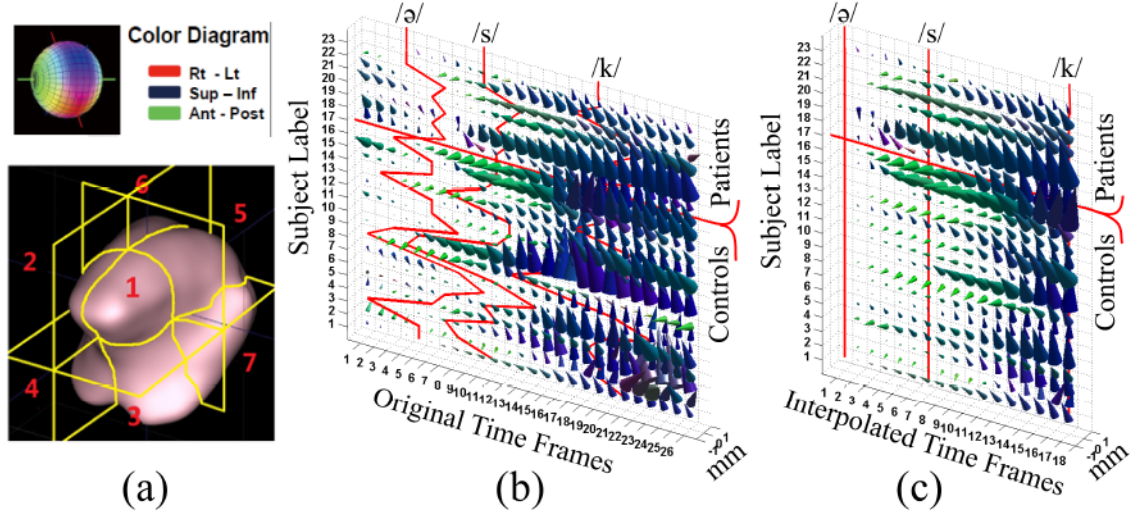 Color Diagram
Rt - Lt
Sup – Inf
Ant - Post
6
5
2
1
7
4
3
(a)
/ə/
/s/
/k/
23
22
21
20
19
18
17
16
15
14
13
12
11
10
9
8
7
6
5
4
3
2
1
Subject Label
Patients
Controls
1 2 3 4 5 6 7 8 9 10 11 12 13 14 15 16 17 18 19 20 21 22 23 24 25 26
Original Time Frames
-1 0 1
mm
(b)
/ə/
/s/
/k/
23
22
21
20
19
18
17
16
15
14
13
12
11
10
9
8
7
6
5
4
3
2
1
Subject Label
Patients
Controls
1 2 3 4 5 6 7 8 9 10 11 12 13 14 15 16 17 18
Interpolated Time Frames
-1 0 1
mm
(c)